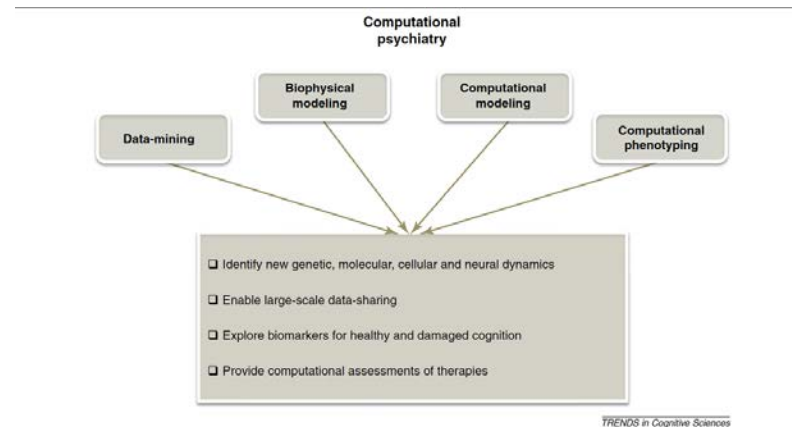 Computational
psychiatry
Biophysical
modeling
Computational
modeling
Data-mining
Computational
phenotyping
❑ Identify new genetic, molecular, cellular and neural dynamics
❑ Enable large-scale data-sharing
❑ Explore biomarkers for healthy and damaged cognition
❑ Provide computational assessments of therapies
TRENDS in Cognitive Sciences